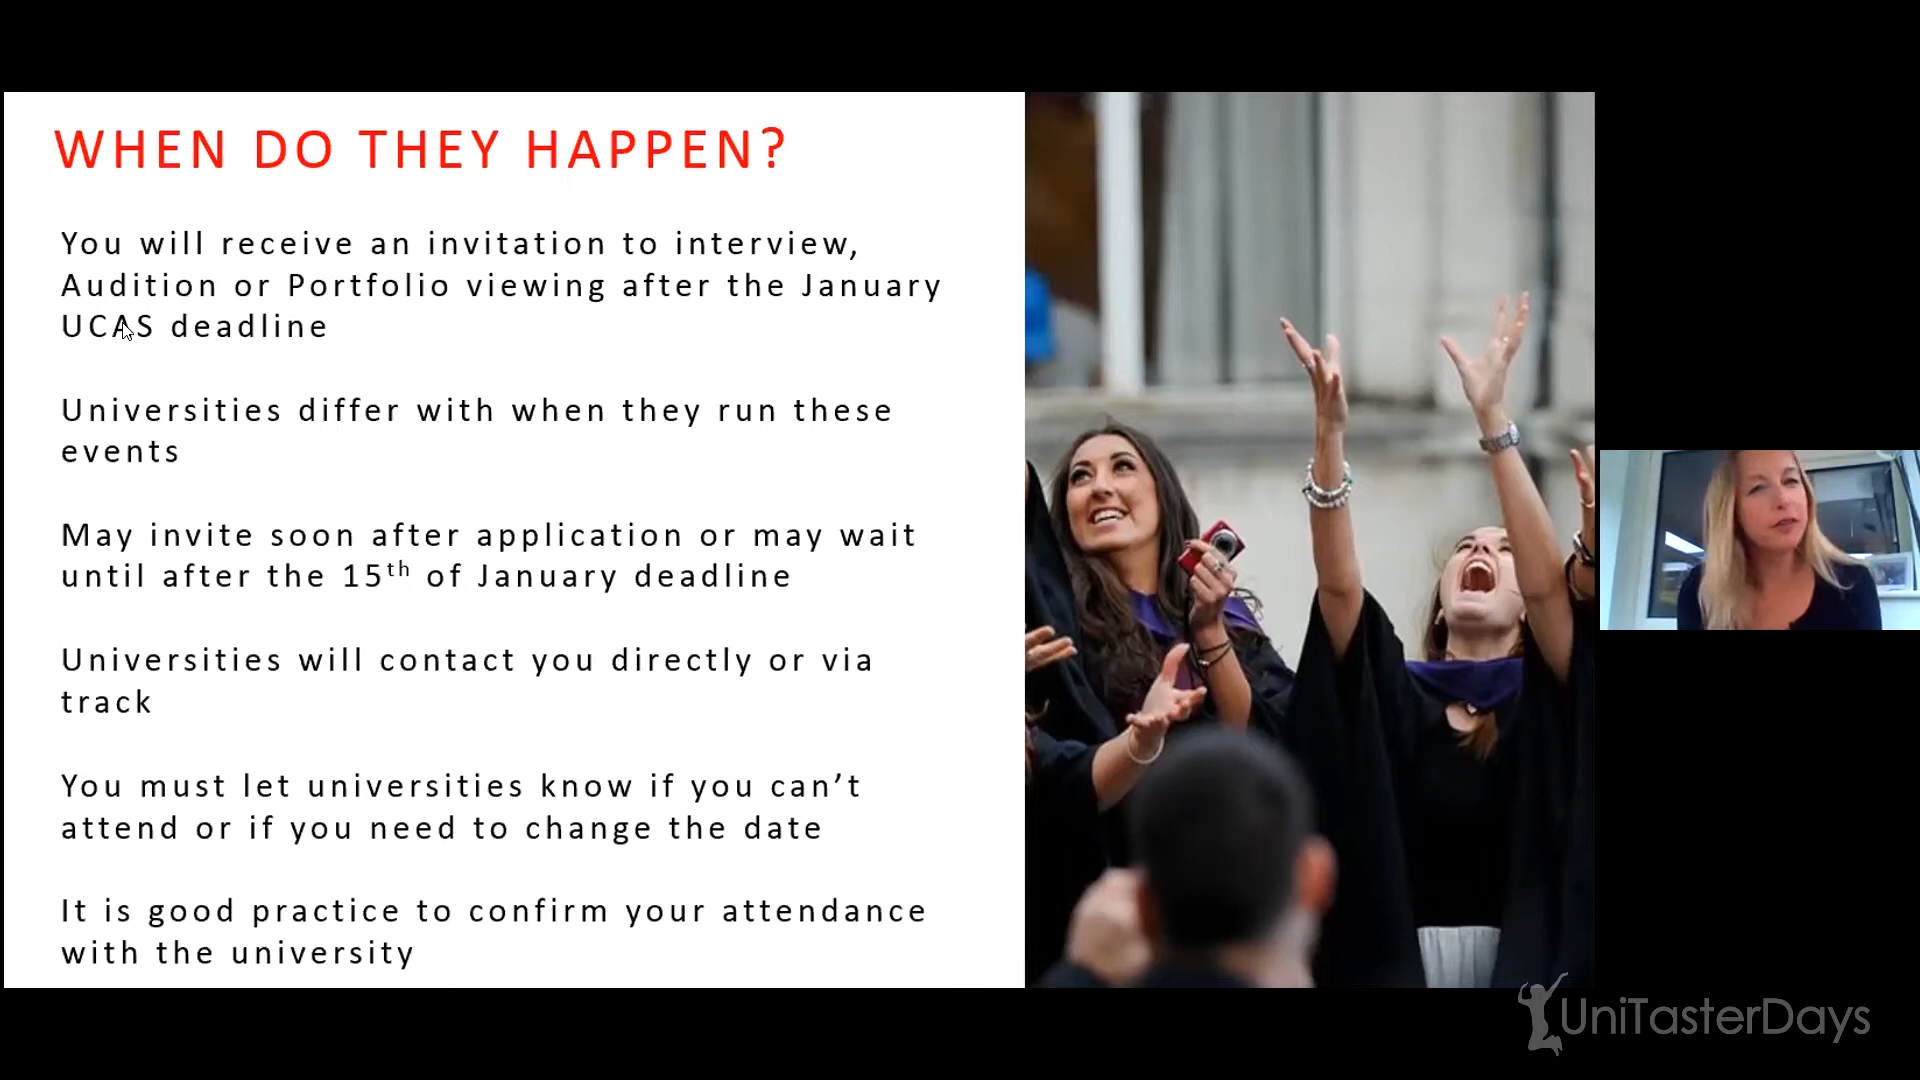 WHEN DO THEY HAPPEN?
You will receive an invitation to interview,
Audition or Portfolio viewing after the January
UCAS deadline
Universities differ with when they run these
events
May invite soon after application or may wait
until after the 15th of January deadline
Universities will contact you directly or via
track
You must let universities know if you can’t
attend or if you need to change the date
It is good practice to confirm your attendance
with the university
UniTasterDays